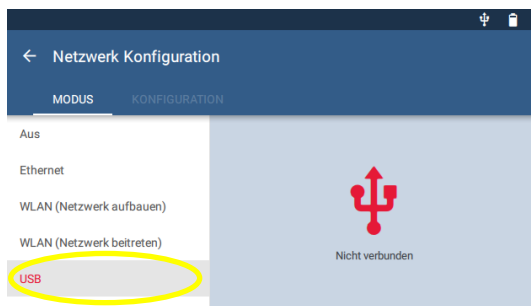 Netzwerk Konfiguration
MODUS KONFIGURATION
Aus
Ethernet
WLAN (Netzwerk aufbauen)
WLAN (Netzwerk beitreten)
Nicht verbunden
USB